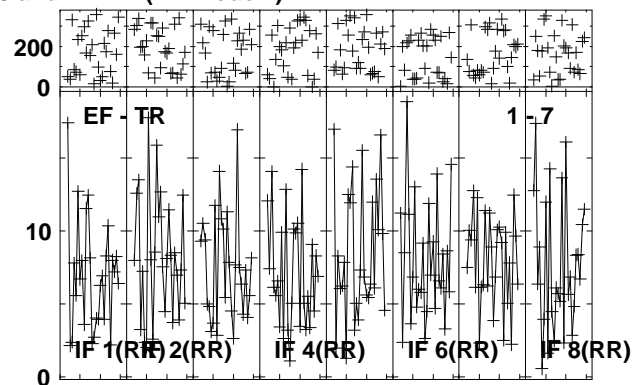 200
0
EF - TR
1 - 7
10
0
IF 1(RR)
IF 2(RR)
IF 4(RR)
IF 6(RR)
IF 8(RR)